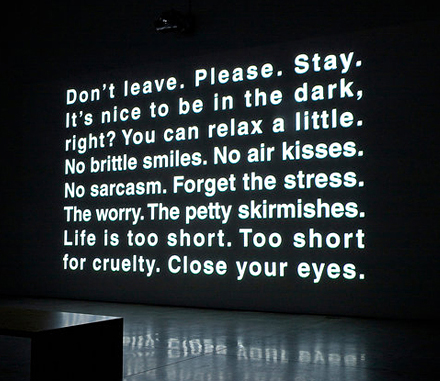 Don't leave. Please. Stay.
It's nice to be in the dark,
right? You can relax a little.
No brittle smiles. No air kisses.
No sarcasm. Forget the stress.
The worry. The petty skirmishes.
Life is too short. Too short
for cruelty. Close your eyes.